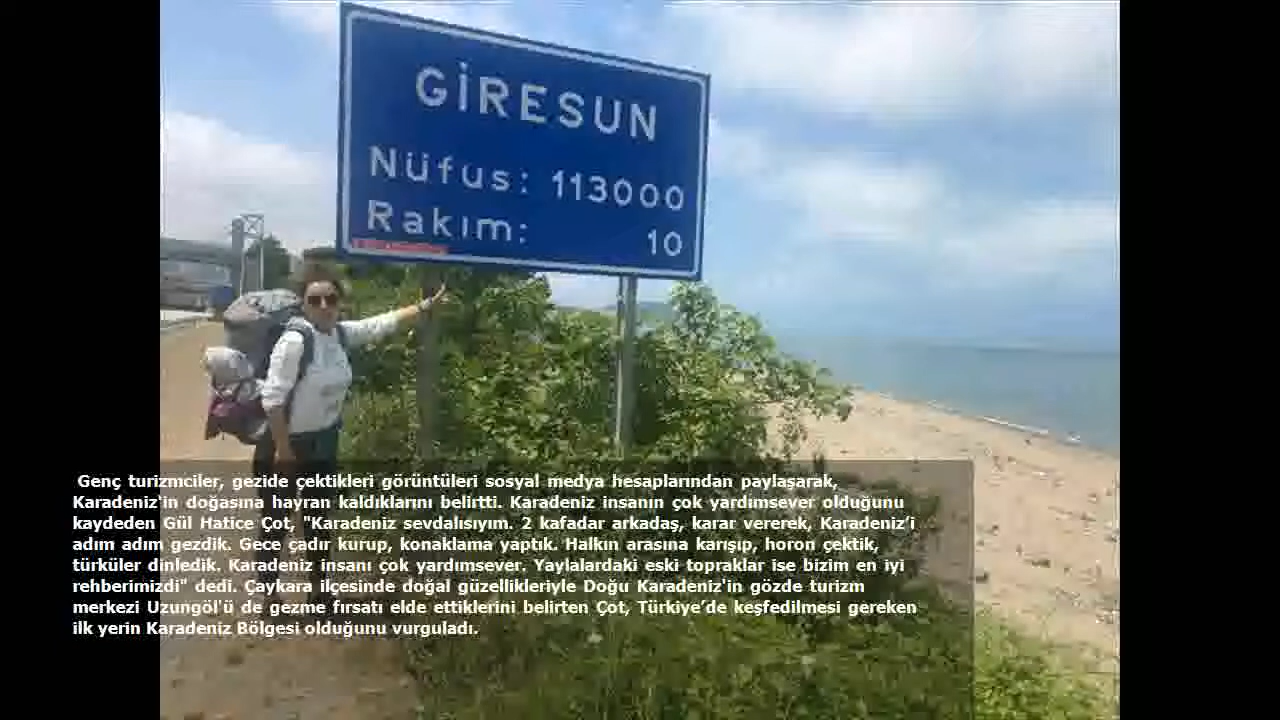 GİRESUN
Nüfus: 113000
Rakım: 10
Genç turizmciler, gezide çektikleri görüntüleri sosyal medya hesaplarından paylaşarak,
Karadeniz'in doğasına hayran kaldıklarını belirtti. Karadeniz insanın çok yardımsever olduğunu
kaydeden Gül Hatice Çot, "Karadeniz sevdalısıyım. 2 kafadar arkadaş, karar vererek, Karadeniz’i
adım adım gezdik. Gece çadır kurup, konaklama yaptık. Halkın arasına karışıp, horon çektik,
türküler dinledik. Karadeniz insanı çok yardımsever. Yaylalardaki eski topraklar ise bizim en iyi
rehberimizdi" dedi. Çaykara ilçesinde doğal güzellikleriyle Doğu Karadeniz'in gözde turizm
merkezi Uzungöl'ü de gezme fırsatı elde ettiklerini belirten Çot, Türkiye’de keşfedilmesi gereken
ilk yerin Karadeniz Bölgesi olduğunu vurguladı.